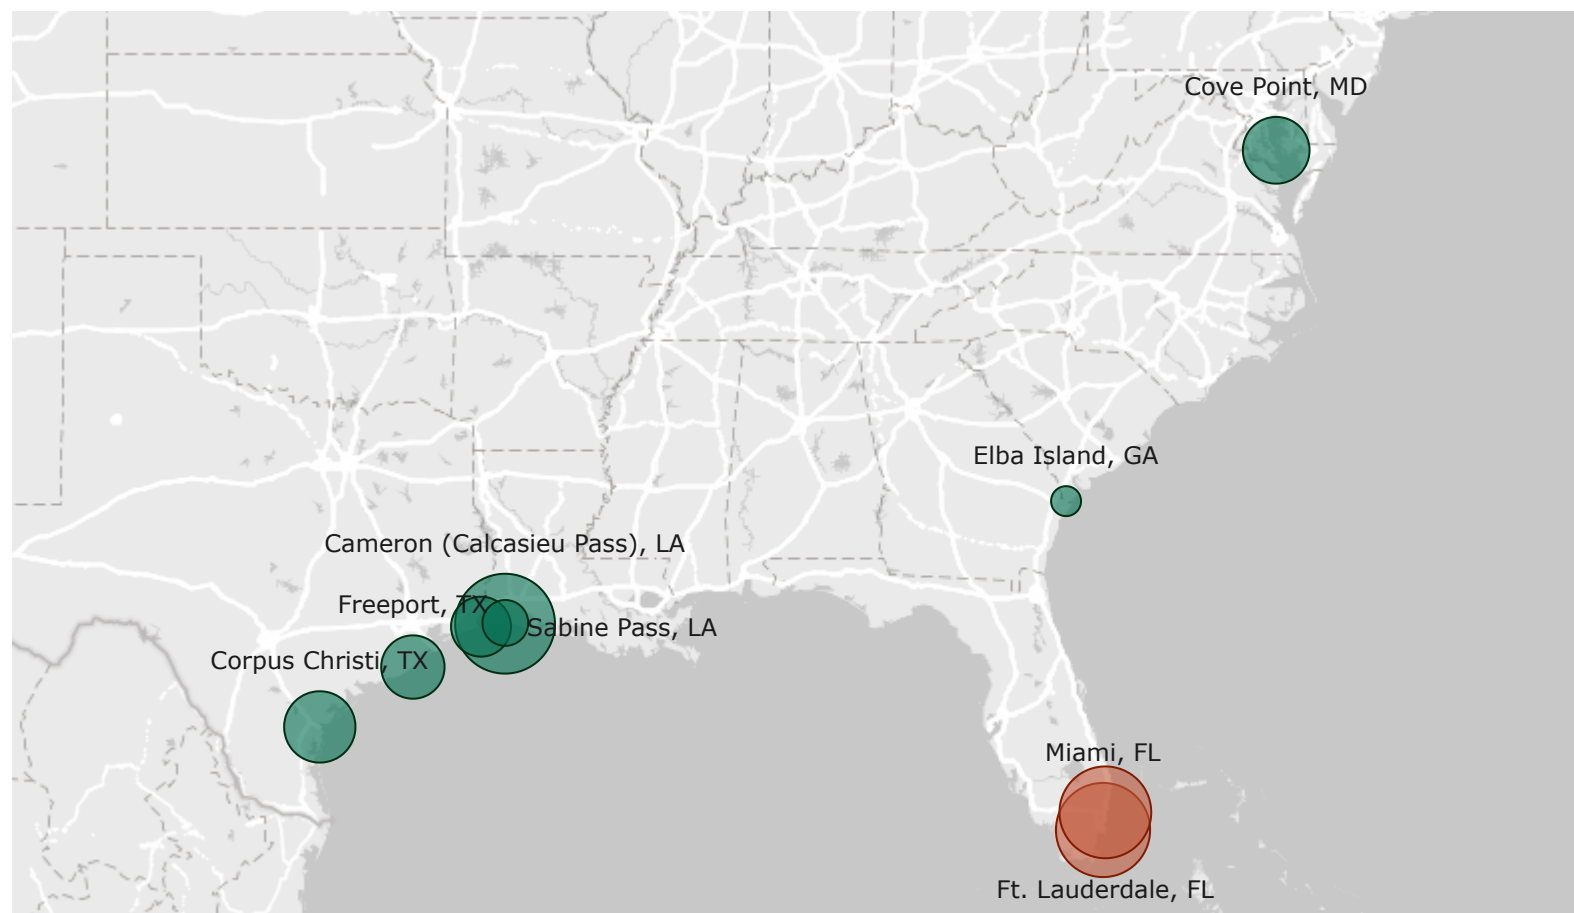 Cove Point, MD
Elba Island, GA
Cameron (Calcasieu Pass), LA
Freeport, TX
Sabine Pass, LA
Corpus Christi, TX
Miami, FL
Ft. Lauderdale, FL